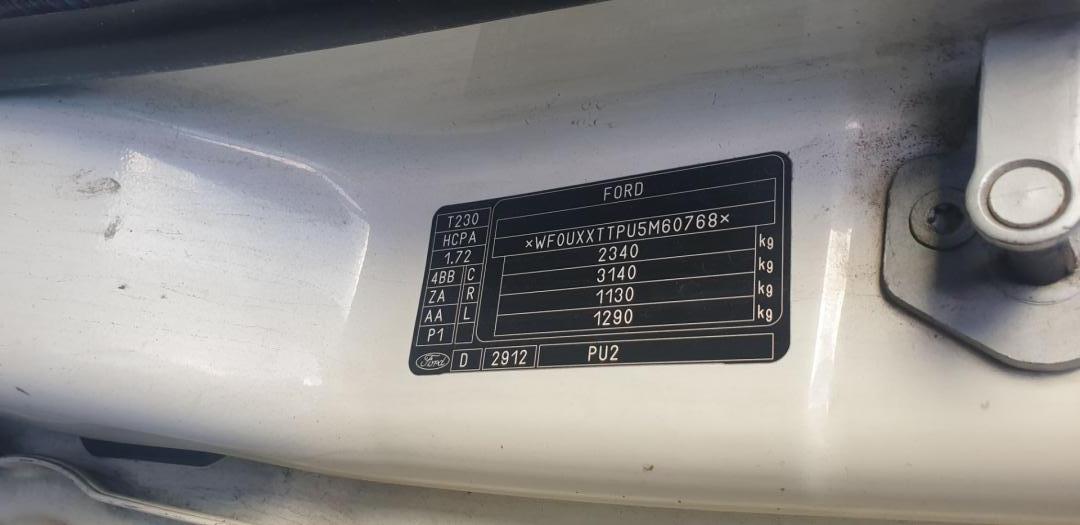 FORD
T230
HCPA
1.72
4BB C
ZA R
AA L
P1
×WF0UXXTTPU5M60768×
2340 kg
3140 kg
1130 kg
1290 kg
Ford D 2912 PU2